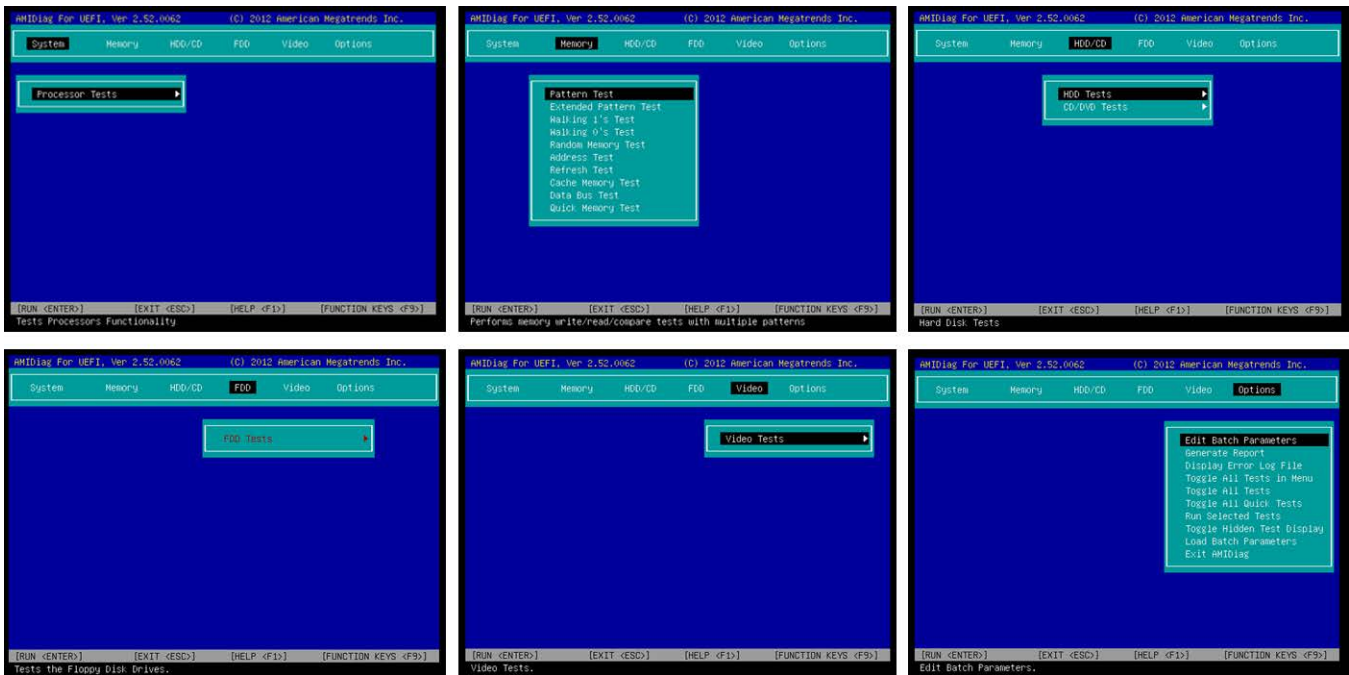 AMIDiag For UEFI, Ver 2.52.0062 (C) 2012 American Megatrends Inc.
System Memory HDD/CD FDD Video Options
Processor Tests
[RUN <ENTER>] [EXIT <ESC>] [HELP <F1>] [FUNCTION KEYS <F9>]
Tests Processors Functionality
AMIDiag For UEFI, Ver 2.52.0062 (C) 2012 American Megatrends Inc.
System Memory HDD/CD FDD Video Options
Pattern Test
Extended Pattern Test
Walking 1's Test
Walking 0's Test
Random Memory Test
Address Test
Refresh Test
Cache Memory Test
Data Bus Test
Quick Memory Test
[RUN <ENTER>] [EXIT <ESC>] [HELP <F1>] [FUNCTION KEYS <F9>]
Performs memory write/read/compare tests with multiple patterns
AMIDiag For UEFI, Ver 2.52.0062 (C) 2012 American Megatrends Inc.
System Memory HDD/CD FDD Video Options
HDD Tests
CD/DVD Tests
[RUN <ENTER>] [EXIT <ESC>] [HELP <F1>] [FUNCTION KEYS <F9>]
Hard Disk Tests
AMIDiag For UEFI, Ver 2.52.0062 (C) 2012 American Megatrends Inc.
System Memory HDD/CD FDD Video Options
FDD Tests
[RUN <ENTER>] [EXIT <ESC>] [HELP <F1>] [FUNCTION KEYS <F9>]
Tests the Floppy Disk Drives.
AMIDiag For UEFI, Ver 2.52.0062 (C) 2012 American Megatrends Inc.
System Memory HDD/CD FDD Video Options
Video Tests
[RUN <ENTER>] [EXIT <ESC>] [HELP <F1>] [FUNCTION KEYS <F9>]
Video Tests.
AMIDiag For UEFI, Ver 2.52.0062 (C) 2012 American Megatrends Inc.
System Memory HDD/CD FDD Video Options
Edit Batch Parameters
Generate Report
Display Error Log File
Toggle All Tests in Menu
Toggle All Tests
Toggle All Quick Tests
Run Selected Tests
Toggle Hidden Test Display
Load Batch Parameters
Exit AMIDiag
[RUN <ENTER>] [EXIT <ESC>] [HELP <F1>] [FUNCTION KEYS <F9>]
Edit Batch Parameters.